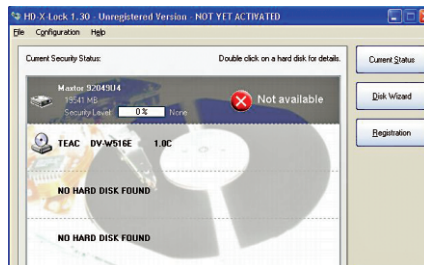 HD-X-Lock 1.30 - Unregistered Version - NOT YET ACTIVATED
File Configuration Help
Current Security Status: Double click on a hard disk for details.
Current Status
Maxtor 92049U4
19541 MB
Not available
Security Level: 0 % None
Disk Wizard
TEAC DV-W516E 1.0C
Registration
NO HARD DISK FOUND
NO HARD DISK FOUND